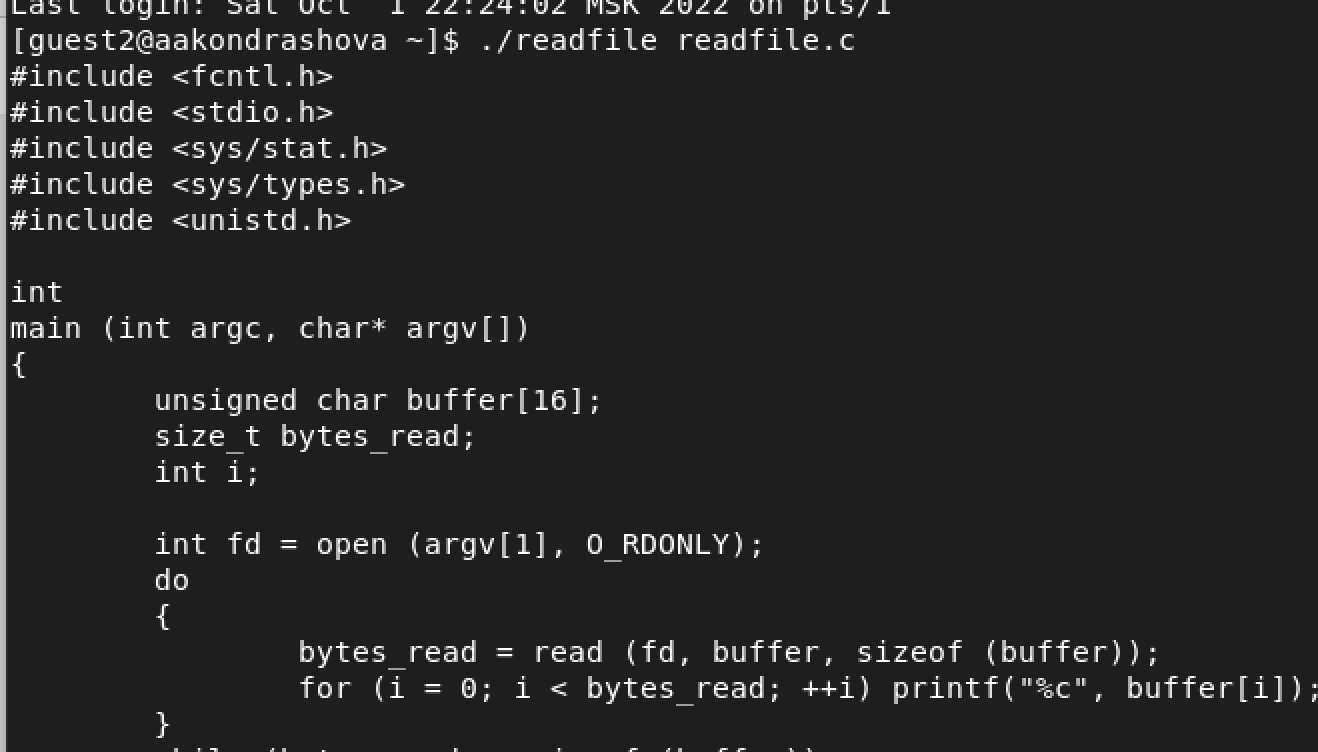 Last login: Sat Oct  1 22:24:02 MSK 2022 on pts/1
[guest2@aakondrashova ~]$ ./readfile readfile.c
#include <fcntl.h>
#include <stdio.h>
#include <sys/stat.h>
#include <sys/types.h>
#include <unistd.h>

int
main (int argc, char* argv[])
{
        unsigned char buffer[16];
        size_t bytes_read;
        int i;

        int fd = open (argv[1], O_RDONLY);
        do
        {
                bytes_read = read (fd, buffer, sizeof (buffer));
                for (i = 0; i < bytes_read; ++i) printf("%c", buffer[i]);
        }